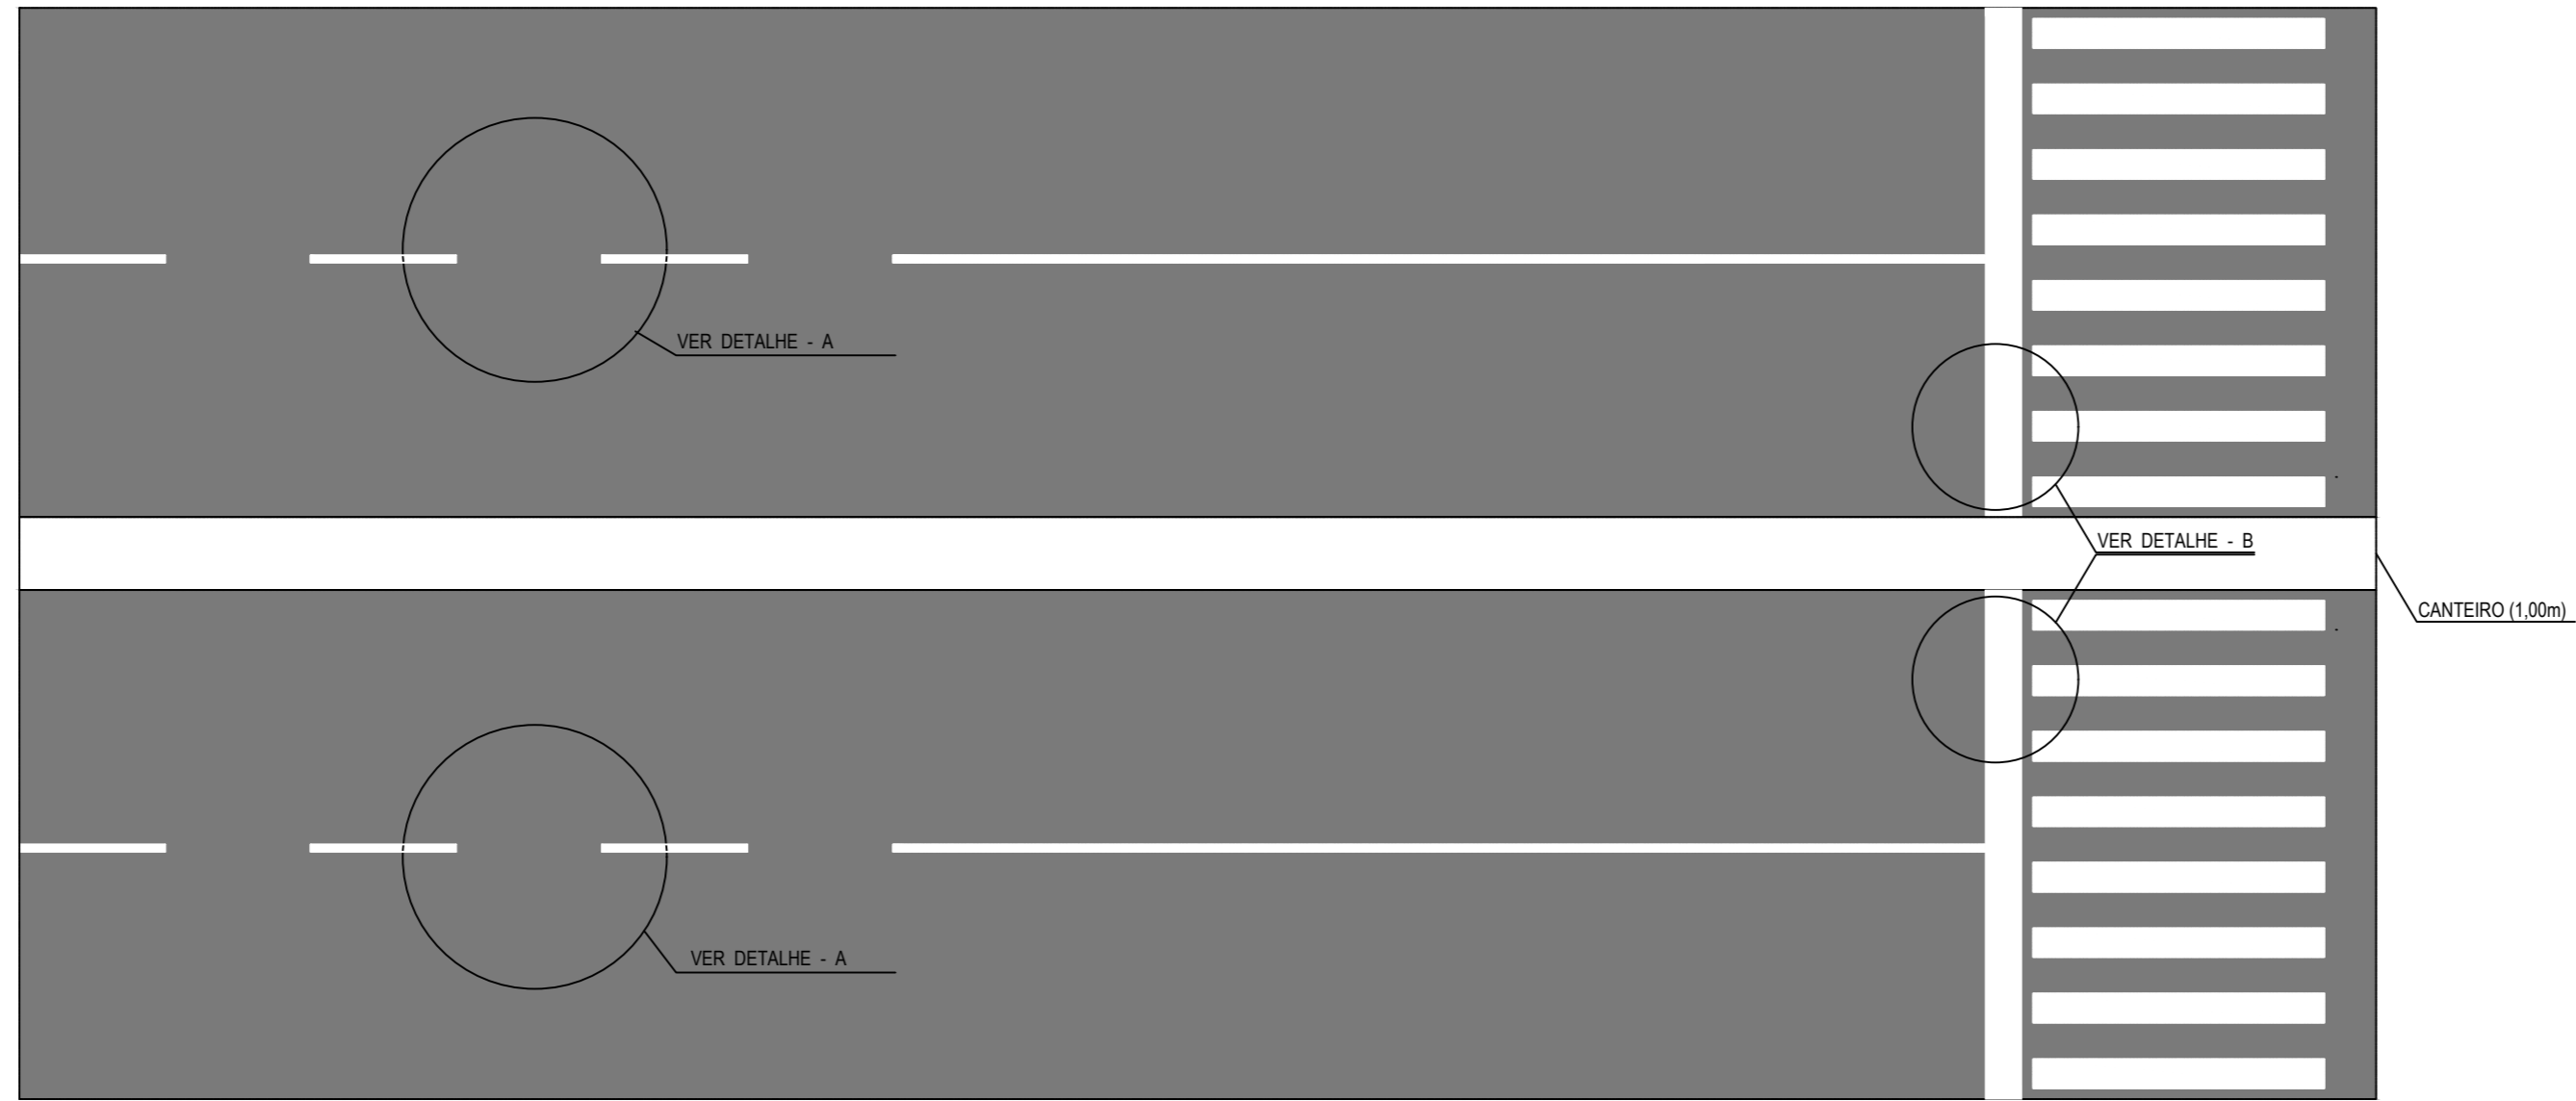 VER DETALHE - A
VER DETALHE - B
CANTEIRO (1,00m)
VER DETALHE - A